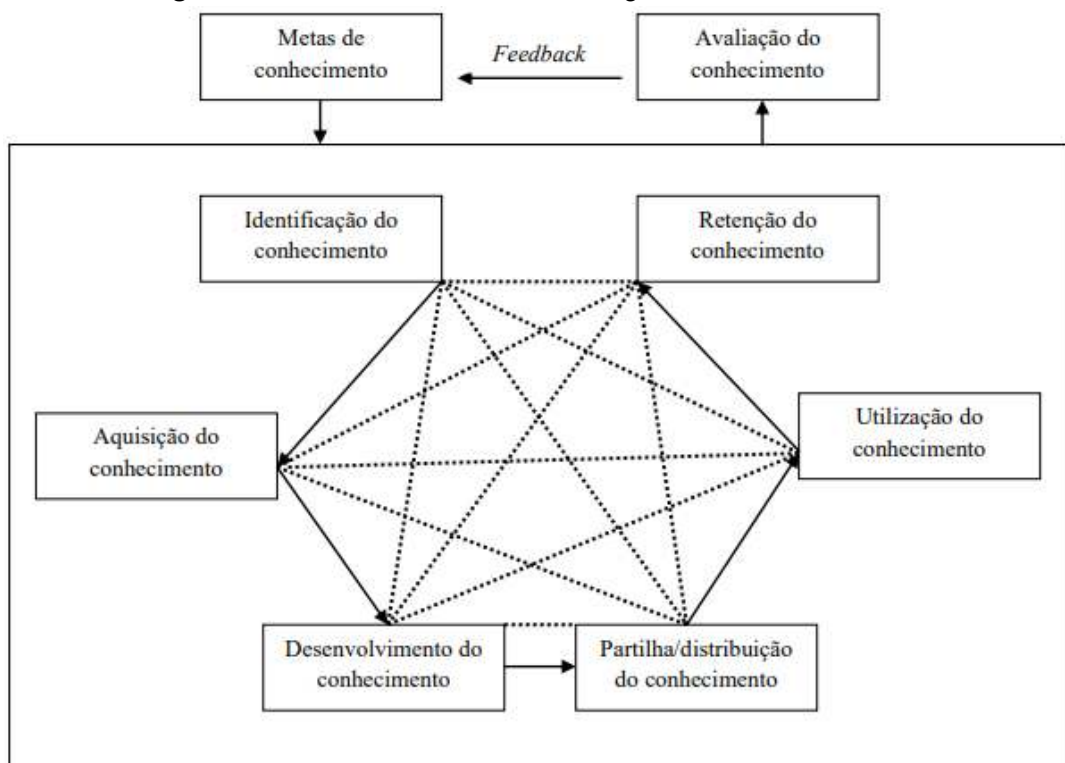 Metas de
conhecimento
Feedback
Avaliação do
conhecimento
Identificação do
conhecimento
Retenção do
conhecimento
Aquisição do
conhecimento
Utilização do
conhecimento
Desenvolvimento do
conhecimento
Partilha/distribuição
do conhecimento